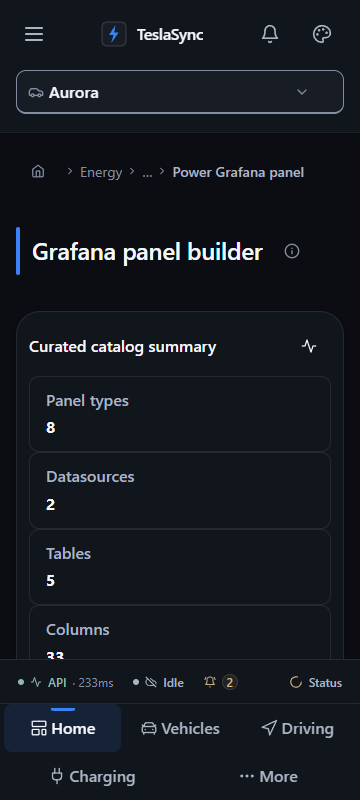 TeslaSync
Aurora
Energy
...
Power Grafana panel
Grafana panel builder
Curated catalog summary
Panel types
8
Datasources
2
Tables
5
Columns
33
API · 233ms
Idle
2
Status
Home
Vehicles
Driving
Charging
More